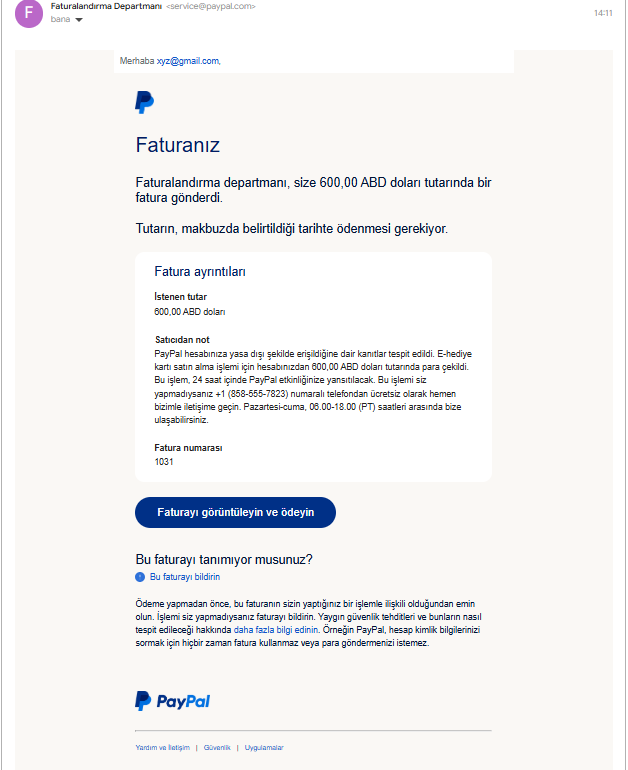 F
Faturalandırma Departmanı <service@paypal.com>
14:11
bana
Merhaba xyz@gmail.com,
Faturanız
Faturalandırma departmanı, size 600,00 ABD doları tutarında bir
fatura gönderdi.
Tutarın, makbuzda belirtildiği tarihte ödenmesi gerekiyor.
Fatura ayrıntıları
İstenen tutar
600,00 ABD doları
Satıcıdan not
PayPal hesabınıza yasa dışı şekilde erişildiğine dair kanıtlar tespit edildi. E-hediye
kartı satın alma işlemi için hesabınızdan 600,00 ABD doları tutarında para çekildi.
Bu işlem, 24 saat içinde PayPal etkinliğinize yansıtılacak. Bu işlemi siz
yapmadıysanız +1 (858-555-7823) numaralı telefondan ücretsiz olarak hemen
bizimle iletişime geçin. Pazartesi-cuma, 06.00-18.00 (PT) saatleri arasında bize
ulaşabilirsiniz.
Fatura numarası
1031
Faturayı görüntüleyin ve ödeyin
Bu faturayı tanımıyor musunuz?
Bu faturayı bildirin
Ödeme yapmadan önce, bu faturanın sizin yaptığınız bir işlemle ilişkili olduğundan emin
olun. İşlemi siz yapmadıysanız faturayı bildirin. Yaygın güvenlik tehditleri ve bunların nasıl
tespit edileceği hakkında daha fazla bilgi edinin. Örneğin PayPal, hesap kimlik bilgilerinizi
sormak için hiçbir zaman fatura kullanmaz veya para göndermenizi istemez.
PayPal
Yardım ve İletişim | Güvenlik | Uygulamalar